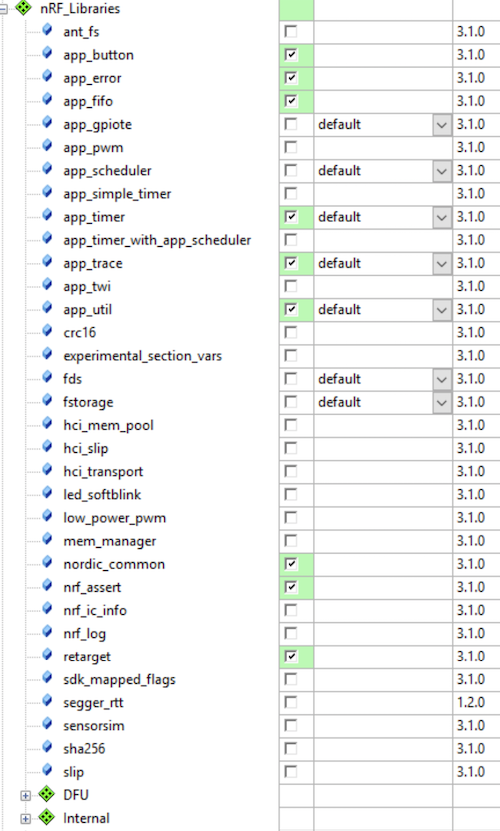 nRF_Libraries
ant_fs 3.1.0
app_button 3.1.0
app_error 3.1.0
app_fifo 3.1.0
app_gpiote default 3.1.0
app_pwm 3.1.0
app_scheduler default 3.1.0
app_simple_timer 3.1.0
app_timer default 3.1.0
app_timer_with_app_scheduler 3.1.0
app_trace default 3.1.0
app_twi 3.1.0
app_util default 3.1.0
crc16 3.1.0
experimental_section_vars 3.1.0
fds default 3.1.0
fstorage default 3.1.0
hci_mem_pool 3.1.0
hci_slip 3.1.0
hci_transport 3.1.0
led_softblink 3.1.0
low_power_pwm 3.1.0
mem_manager 3.1.0
nordic_common 3.1.0
nrf_assert 3.1.0
nrf_ic_info 3.1.0
nrf_log 3.1.0
retarget 3.1.0
sdk_mapped_flags 3.1.0
segger_rtt 1.2.0
sensorsim 3.1.0
sha256 3.1.0
slip 3.1.0
DFU
Internal